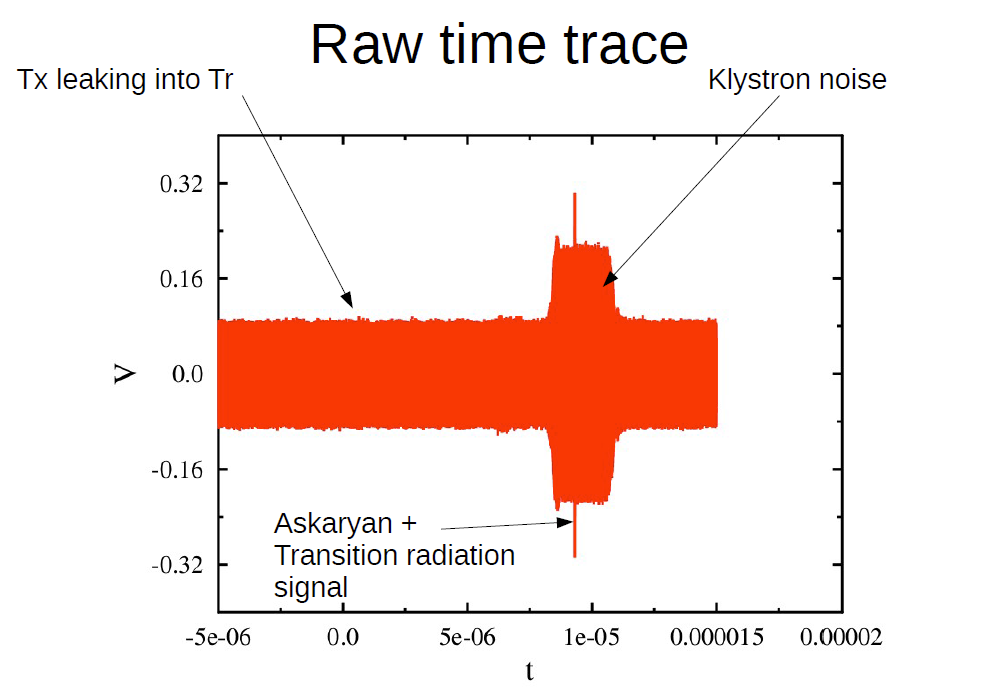 Raw time trace
Tx leaking into Tr
Klystron noise
0.32
0.16
0.0
-0.16
-0.32
V
Askaryan +
Transition radiation
signal
-5e-06 0.0 5e-06 1e-05 0.000015 0.00002
t